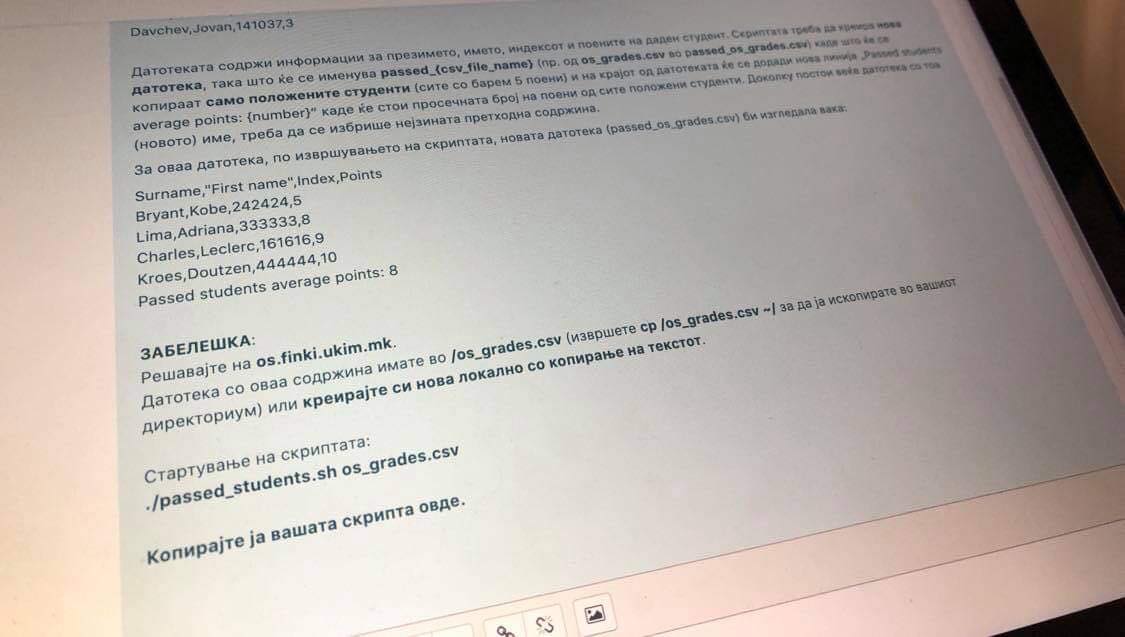 Davchev,Jovan,141037,3
Датотеката содржи информации за презимето, името, индексот и поените на даден студент. Скриптата треба да креира нова
датотека, така што ќе се именува passed_{csv_file_name} (пр. од os_grades.csv во passed_os_grades.csv) каде што ќе се
копираат само положените студенти (сите со барем 5 поени) и на крајот од датотеката ќе се додади нова линија „Passed students
average points: {number}“ каде ќе стои просечната број на поени од сите положени студенти. Доколку постои веќе датотека со тоа
(новото) име, треба да се избрише нејзината претходна содржина.
За оваа датотека, по извршувањето на скриптата, новата датотека (passed_os_grades.csv) би изгледала вака:
Surname,"First name",Index,Points
Bryant,Kobe,242424,5
Lima,Adriana,333333,8
Charles,Leclerc,161616,9
Kroes,Doutzen,444444,10
Passed students average points: 8
ЗАБЕЛЕШКА:
Решавајте на os.finki.ukim.mk.
Датотека со оваа содржина имате во /os_grades.csv (извршете cp /os_grades.csv ~/ за да ја ископирате во вашиот
директориум) или креирајте си нова локално со копирање на текстот.
Стартување на скриптата:
./passed_students.sh os_grades.csv
Копирајте ја вашата скрипта овде.